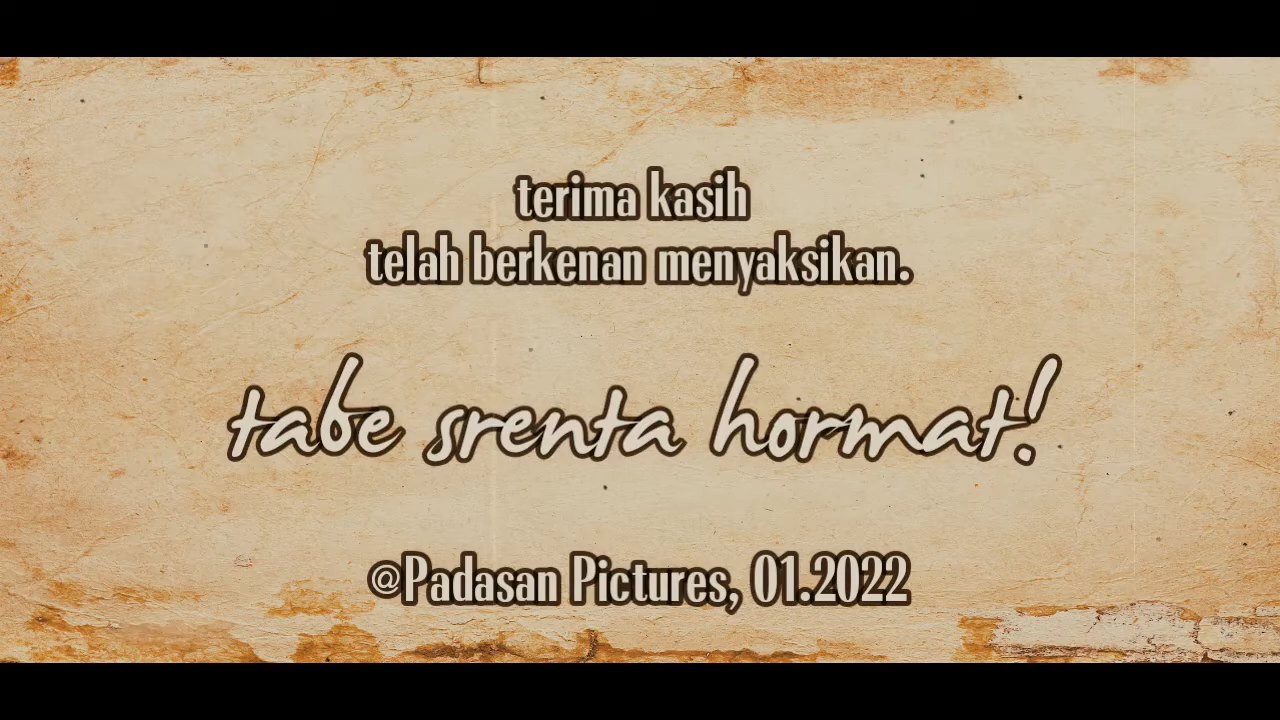 terima kasih
telah berkenan menyaksikan.
tabe srenta hormat!
@Padasan Pictures, 01.2022